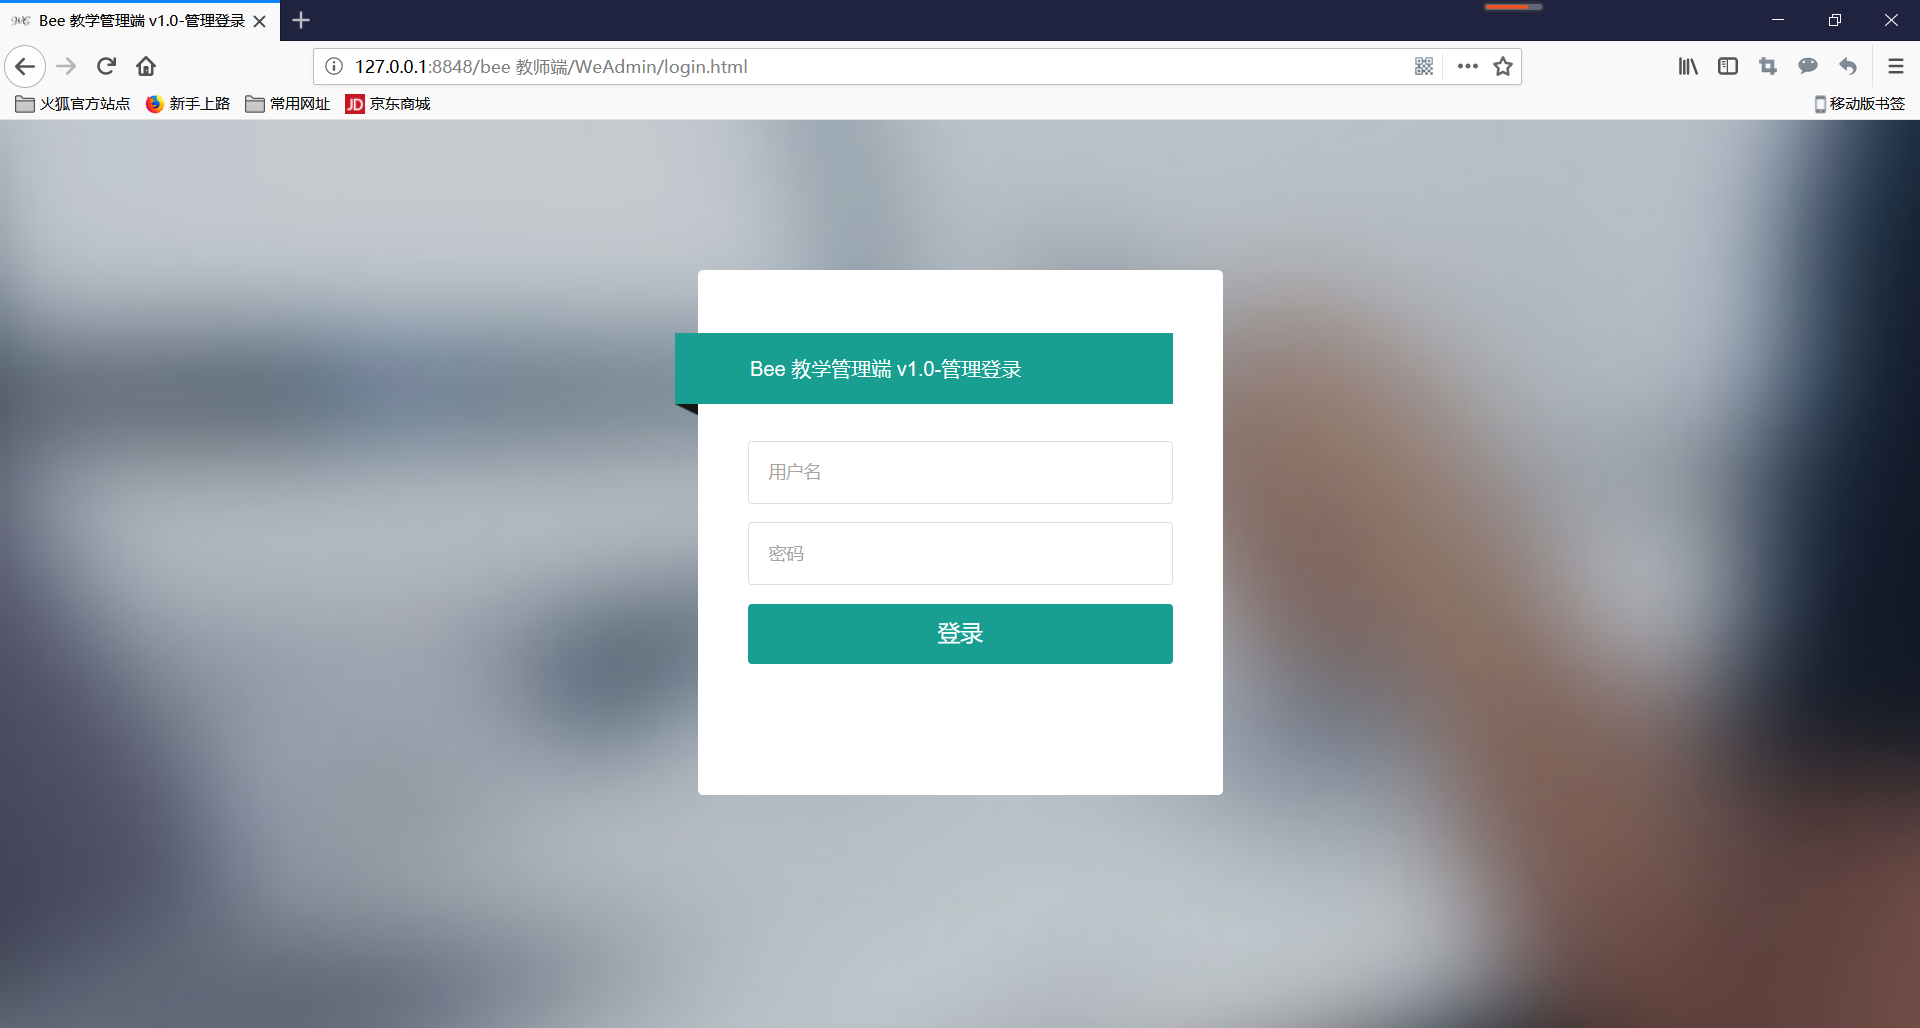 Bee 教学管理端 v1.0-管理登录
127.0.0.1:8848/bee 教师端/WeAdmin/login.html
火狐官方站点 新手上路 常用网址 JD 京东商城 移动版书签
Bee 教学管理端 v1.0-管理登录
用户名
密码
登录